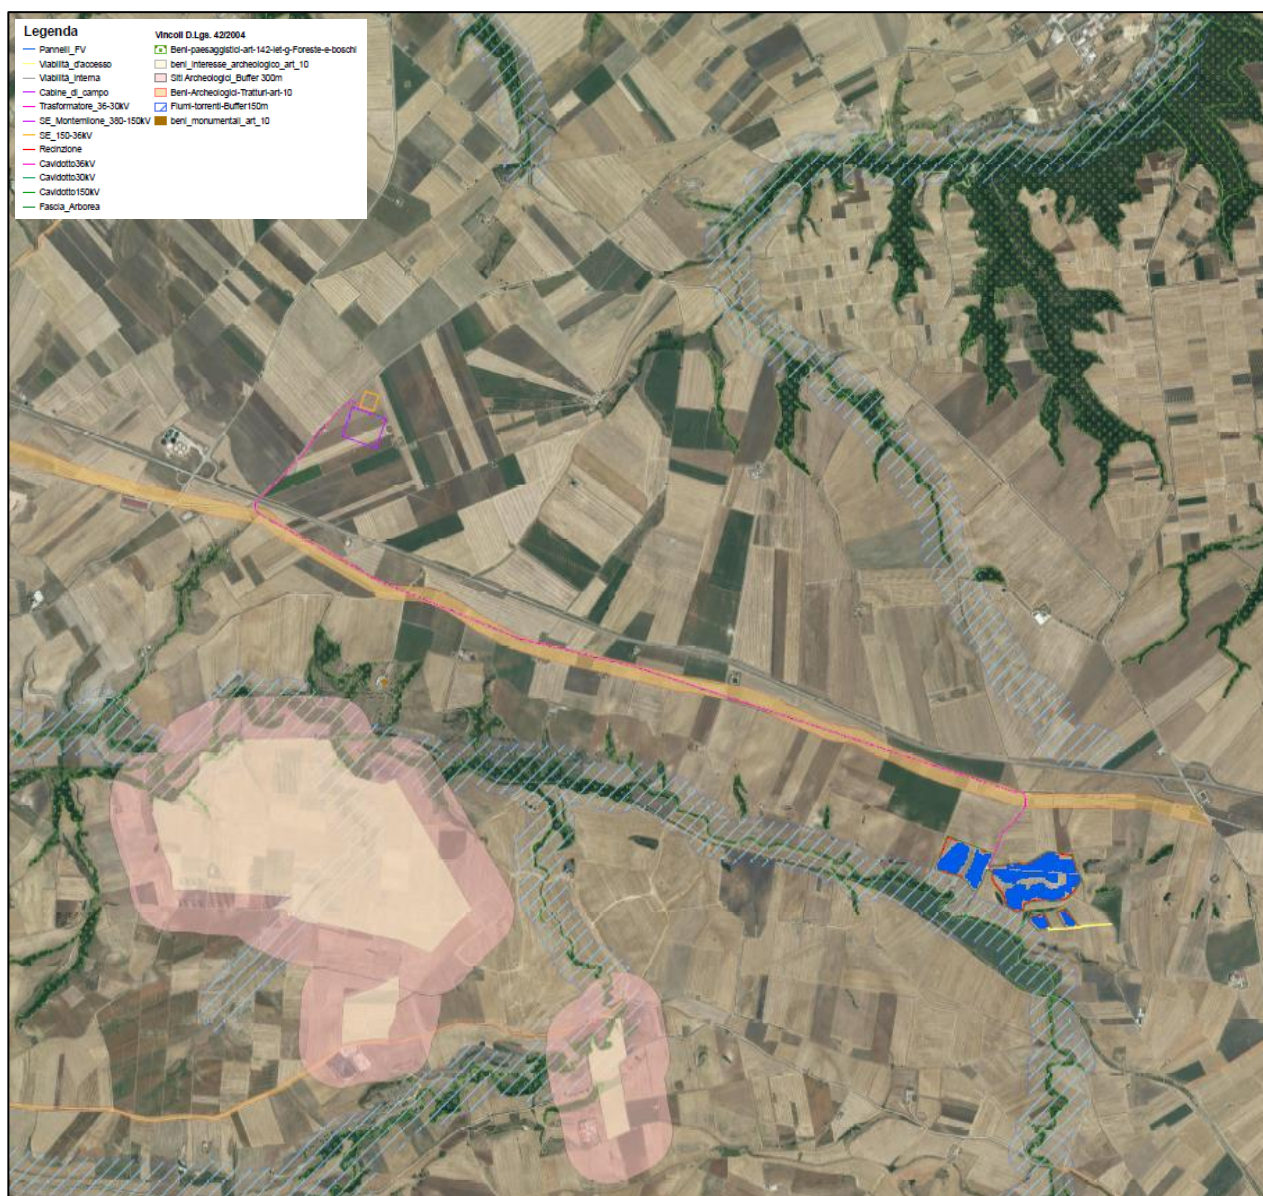 Legenda
Pannelli_FV
Viabilità_d'accesso
Viabilità_interna
Cabine_di_campo
Trasformatore_36-30kV
SE_Montemilone_380-150kV
SE_150-36kV
Recinzione
Cavidotto36kV
Cavidotto30kV
Cavidotto150kV
Fascia_Arborea
Vincoli D.Lgs. 42/2004
Beni-paesaggistici-art-142-let-g-Foreste-e-boschi
beni_interesse_archeologico_art_10
Siti Archeologici_Buffer 300m
Beni-Archeologici-Tratturi-art-10
Fiumi-torrenti-Buffer150m
beni_monumentali_art_10